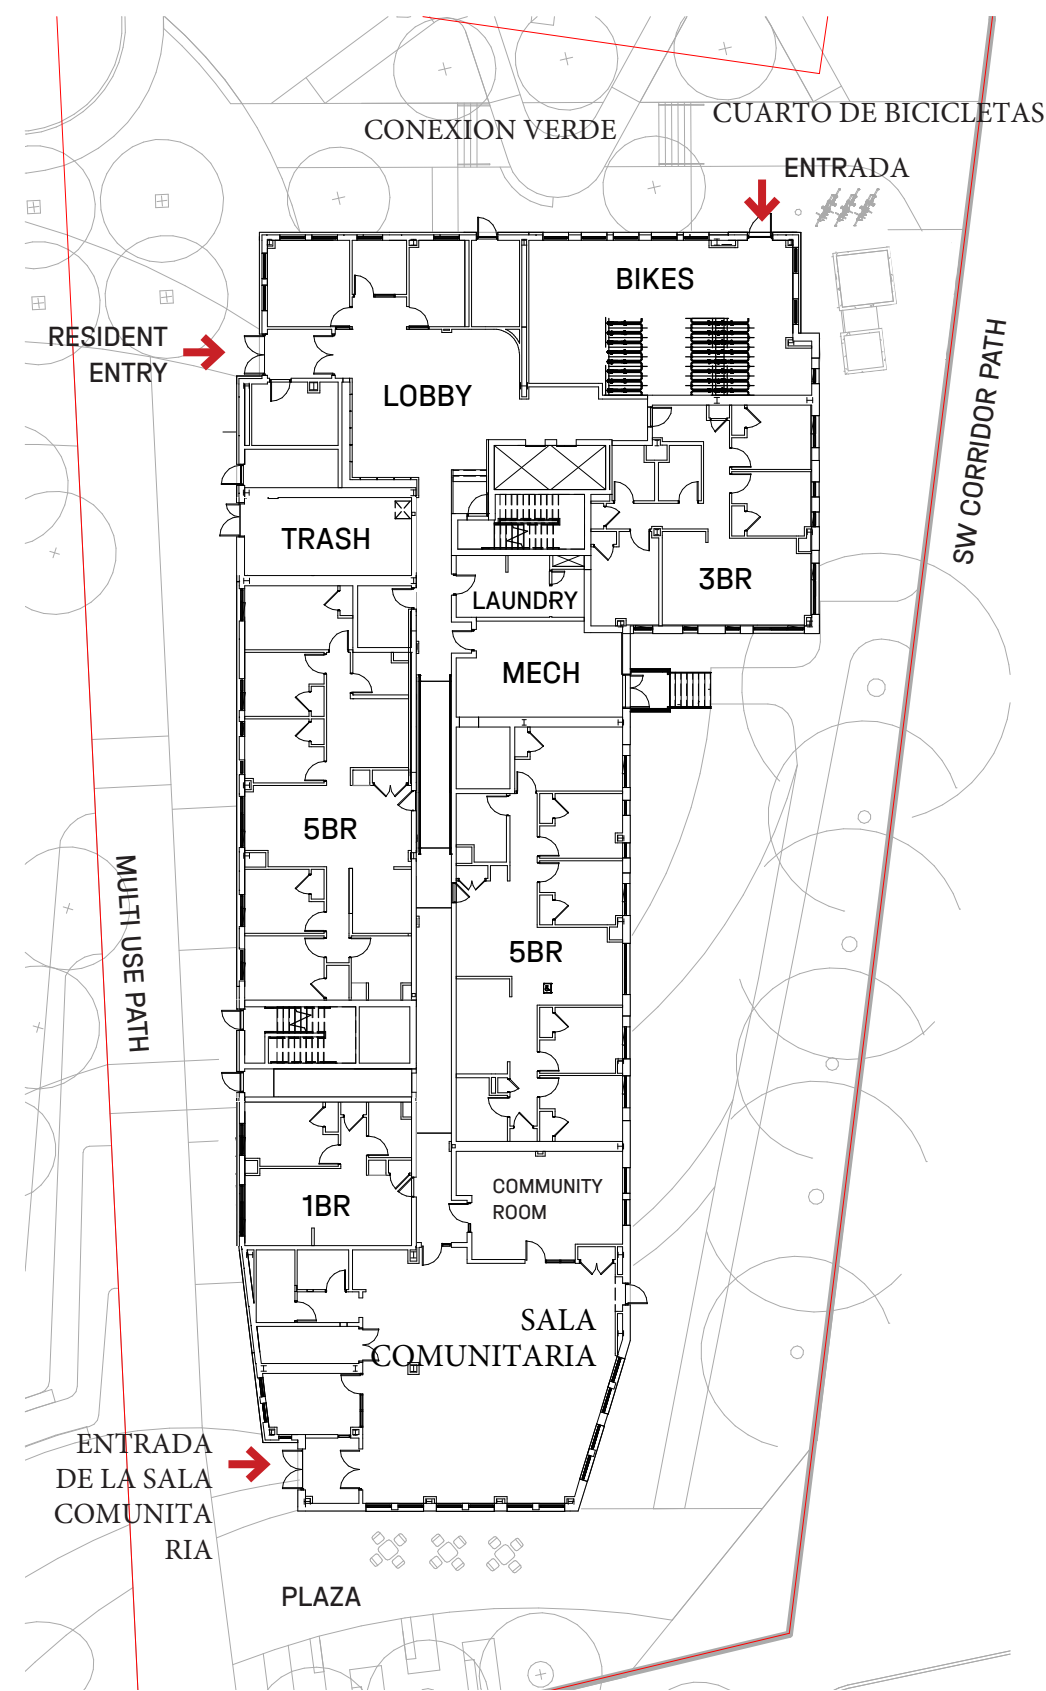 CONEXION VERDE
CUARTO DE BICICLETAS
ENTRADA
BIKES
RESIDENT
ENTRY
LOBBY
SW CORRIDOR PATH
TRASH
LAUNDRY
3BR
MECH
5BR
MULTI USE PATH
5BR
COMMUNITY
ROOM
1BR
SALA
COMUNITARIA
ENTRADA
DE LA SALA
COMUNITA
RIA
PLAZA